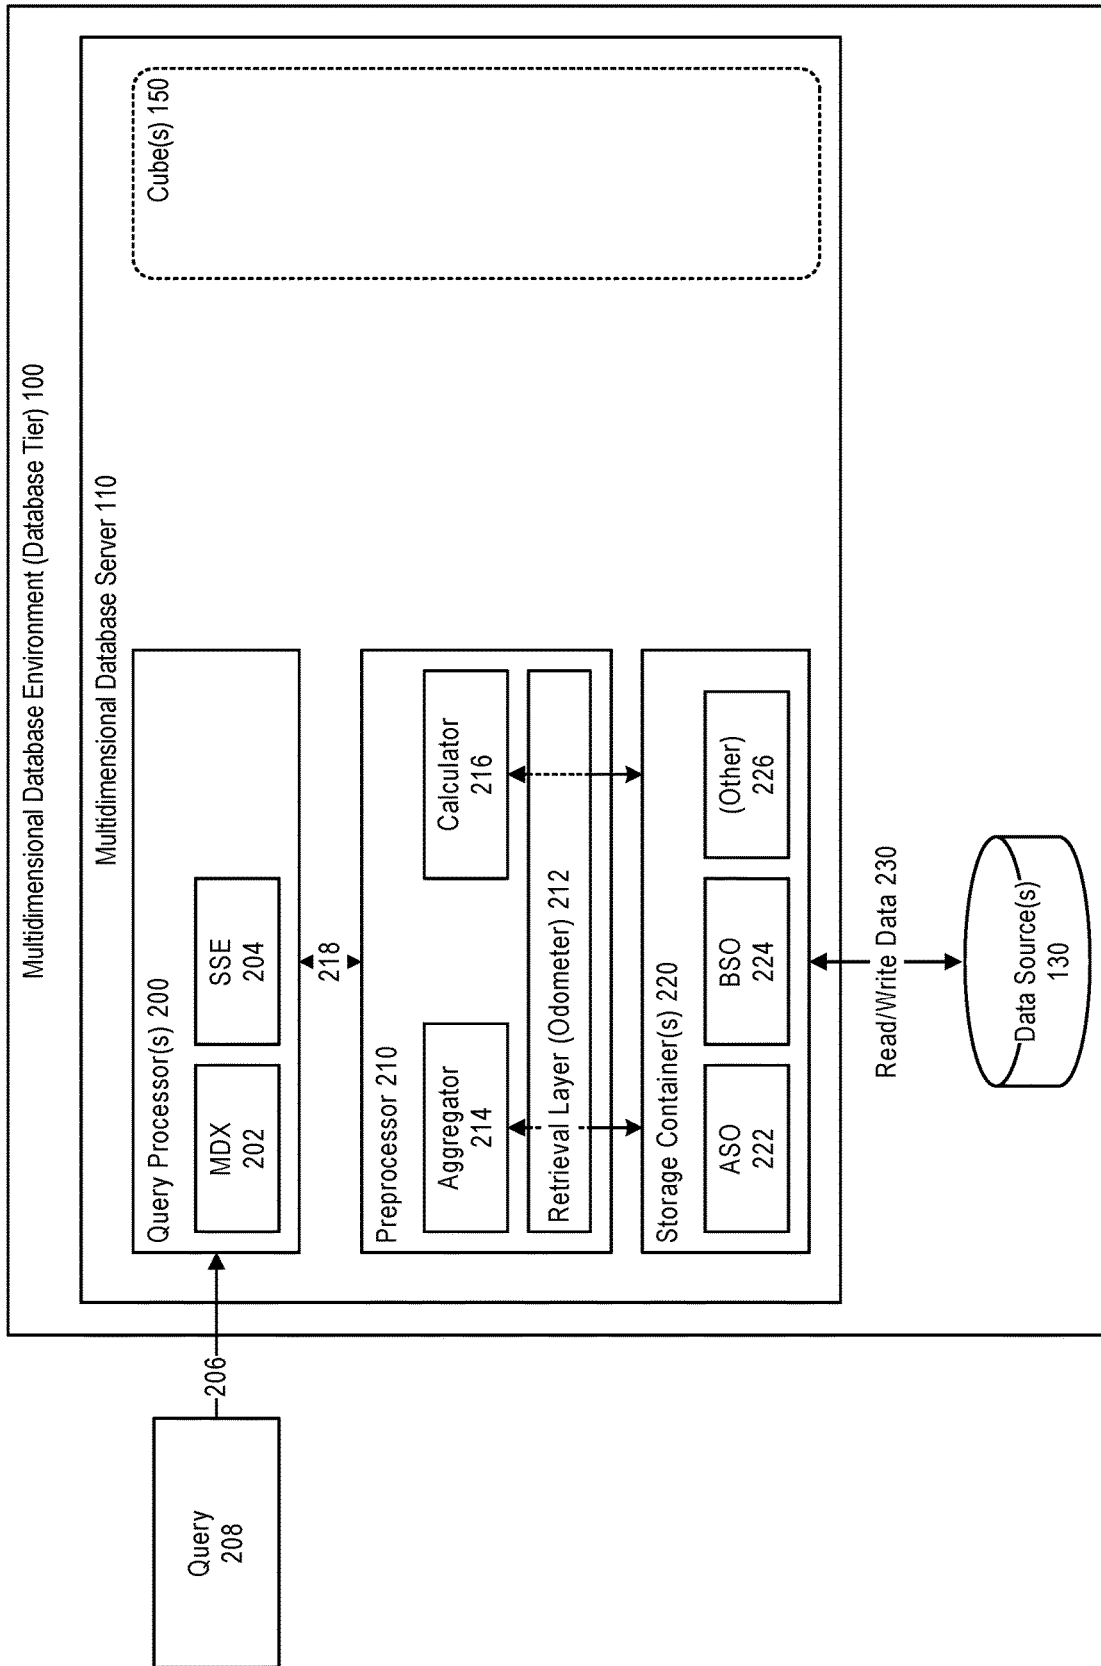 Multidimensional Database Environment (Database Tier) 100
Multidimensional Database Server 110
Query
208
206
Query Processor(s) 200
MDX
202
SSE
204
Cube(s) 150
218
Preprocessor 210
Aggregator
214
Calculator
216
Retrieval Layer (Odometer) 212
Storage Container(s) 220
ASO
222
BSO
224
(Other)
226
Read/Write Data 230
Data Source(s)
130